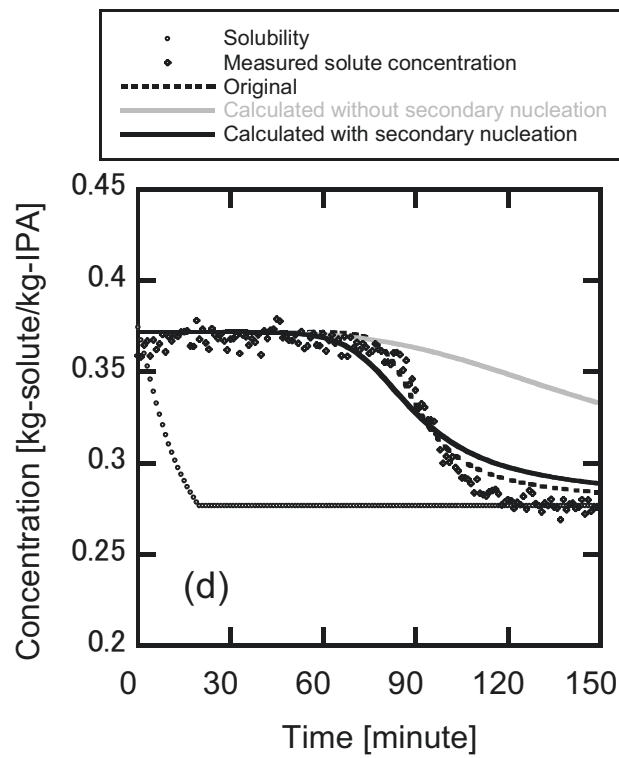 Solubility
Measured solute concentration
Original
Calculated without secondary nucleation
Calculated with secondary nucleation
0.45
0.4
0.35
0.3
0.25
0.2
Concentration [kg-solute/kg-IPA]
(d)
0 30 60 90 120 150
Time [minute]